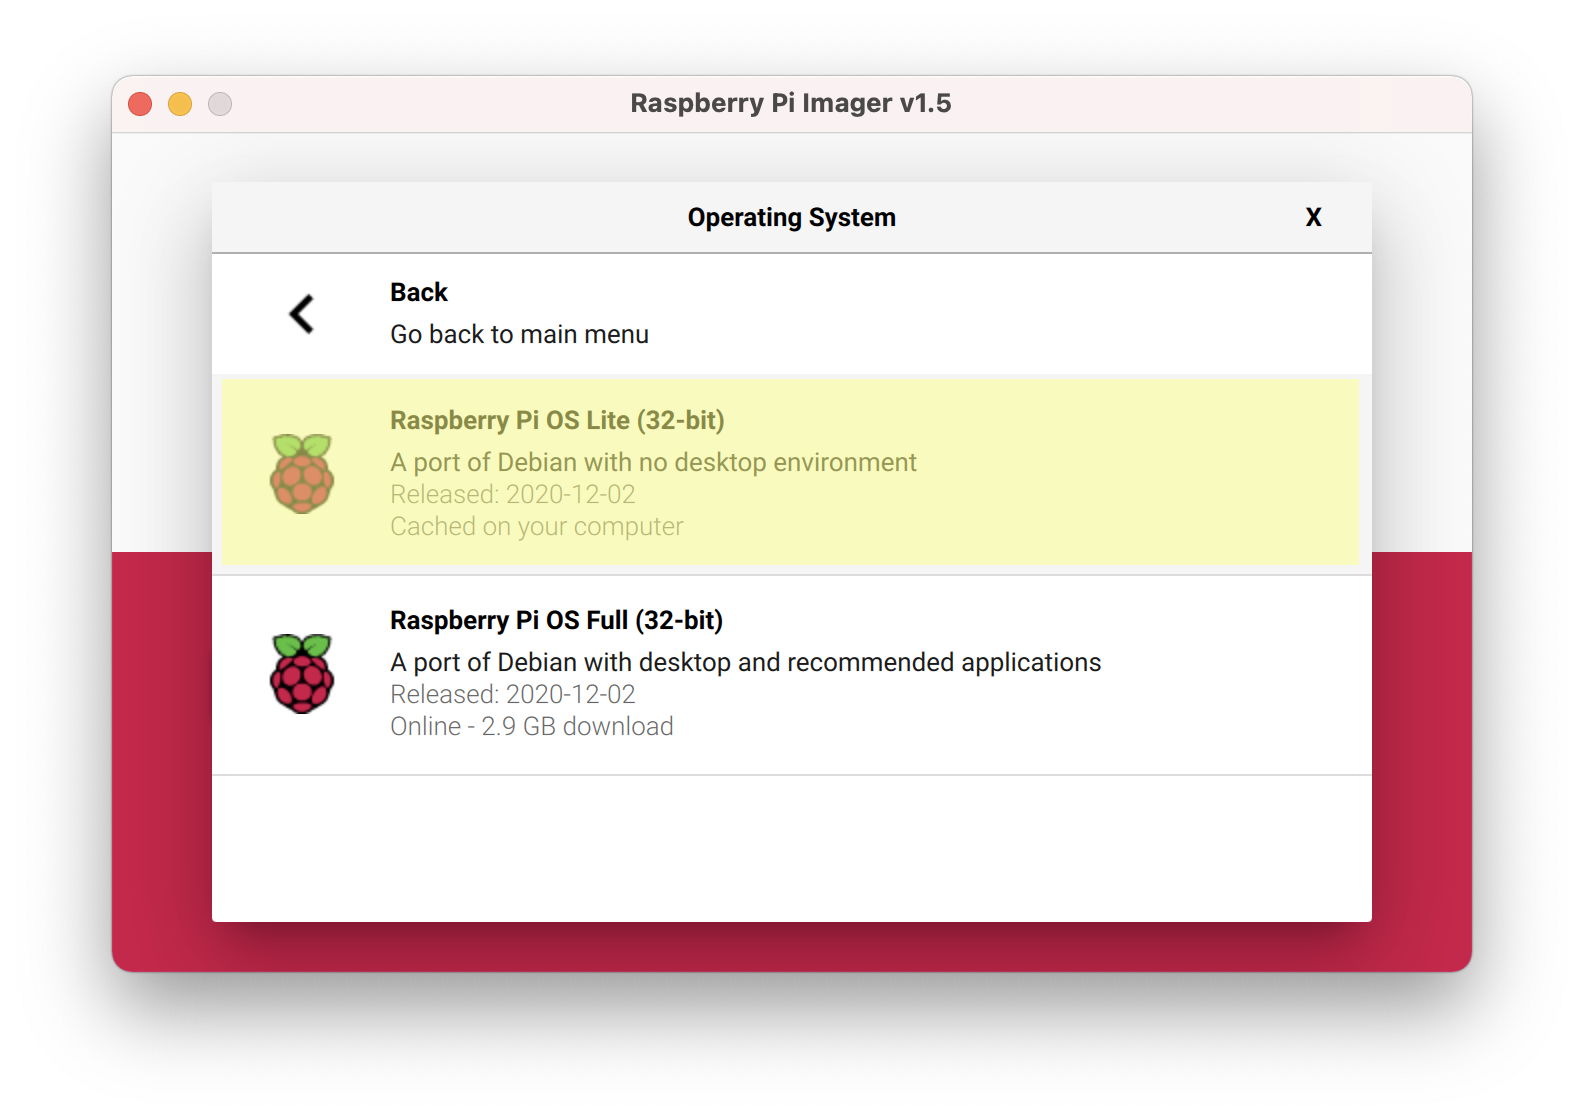 Raspberry Pi Imager v1.5
Operating System
X
Back
Go back to main menu
Raspberry Pi OS Lite (32-bit)
A port of Debian with no desktop environment
Released: 2020-12-02
Cached on your computer
Raspberry Pi OS Full (32-bit)
A port of Debian with desktop and recommended applications
Released: 2020-12-02
Online - 2.9 GB download